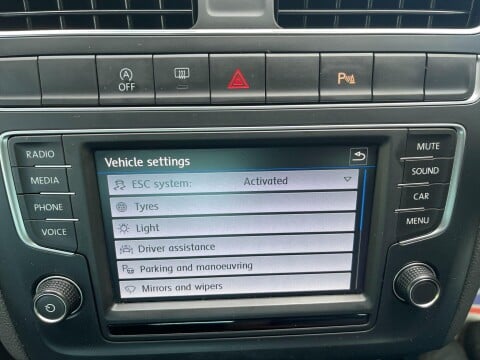 A
OFF
P
RADIO
MEDIA
PHONE
VOICE
Vehicle settings
ESC system: Activated
Tyres
Light
Driver assistance
P Parking and manoeuvring
Mirrors and wipers
MUTE
SOUND
CAR
MENU